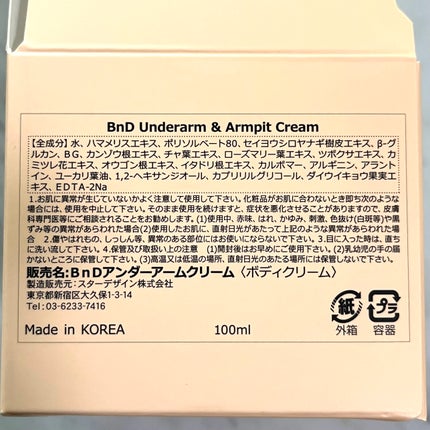 BnD Underarm & Armpit Cream
【全成分】水、ハマメリスエキス、ポリソルベート80、セイヨウシロヤナギ樹皮エキス、β-グ
ルカン、BG、カンゾウ根エキス、チャ葉エキス、ローズマリー葉エキス、ツボクサエキス、カ
ミツレ花エキス、オウゴン根エキス、イタドリ根エキス、カルボマー、アルギニン、アラント
イン、ユーカリ葉油、1,2-ヘキサンジオール、カプリリルグリコール、ダイウイキョウ果実エ
キス、EDTA-2Na
1.お肌に異常が生じていないかよく注意して使用して下さい。化粧品がお肌に合わないとき即ち次のような
場合には、使用を中止して下さい。そのまま使用を続けますと、症状を悪化させることがありますので、皮膚
科専門医等にご相談されることをお勧めします。(1)使用中、赤味、はれ、かゆみ、刺激、色抜け(白斑等)や黒
ずみ等の異常があらわれた場合(2)使用したお肌に、直射日光があたって上のような異常があらわれた場
合　2.傷やはれもの、しっしん等、異常のある部位にはお使いにならないで下さい。3.目に入った時は、直ち
に洗い流して下さい。4.保管及び取扱い上の注意　(1)開封後はお早めにご使用下さい。(2)乳幼児の手の届
かないところに保管して下さい。(3)高温又は低温の場所、直射日光のあたる場所には保管しないで下さい。
販売名:BnDアンダーアームクリーム〈ボディクリーム〉
製造販売元:スターデザイン株式会社
東京都新宿区大久保1-3-14
Tel:03-6233-7416
Made in KOREA 100ml
紙 プラ
外箱 容器